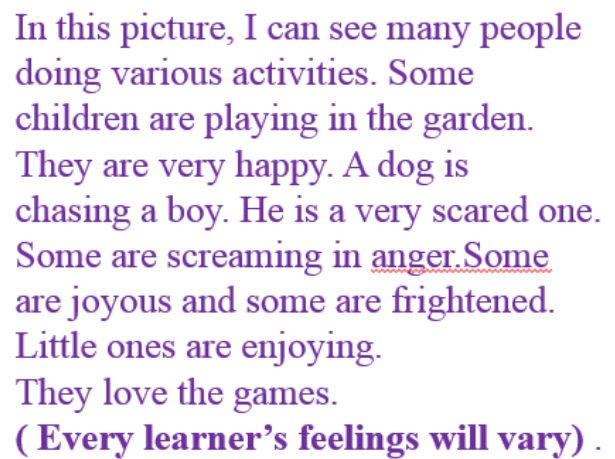 In this picture, I can see many people
doing various activities. Some
children are playing in the garden.
They are very happy. A dog is
chasing a boy. He is a very scared one.
Some are screaming in anger.Some
are joyous and some are frightened.
Little ones are enjoying.
They love the games.
( Every learner’s feelings will vary) .